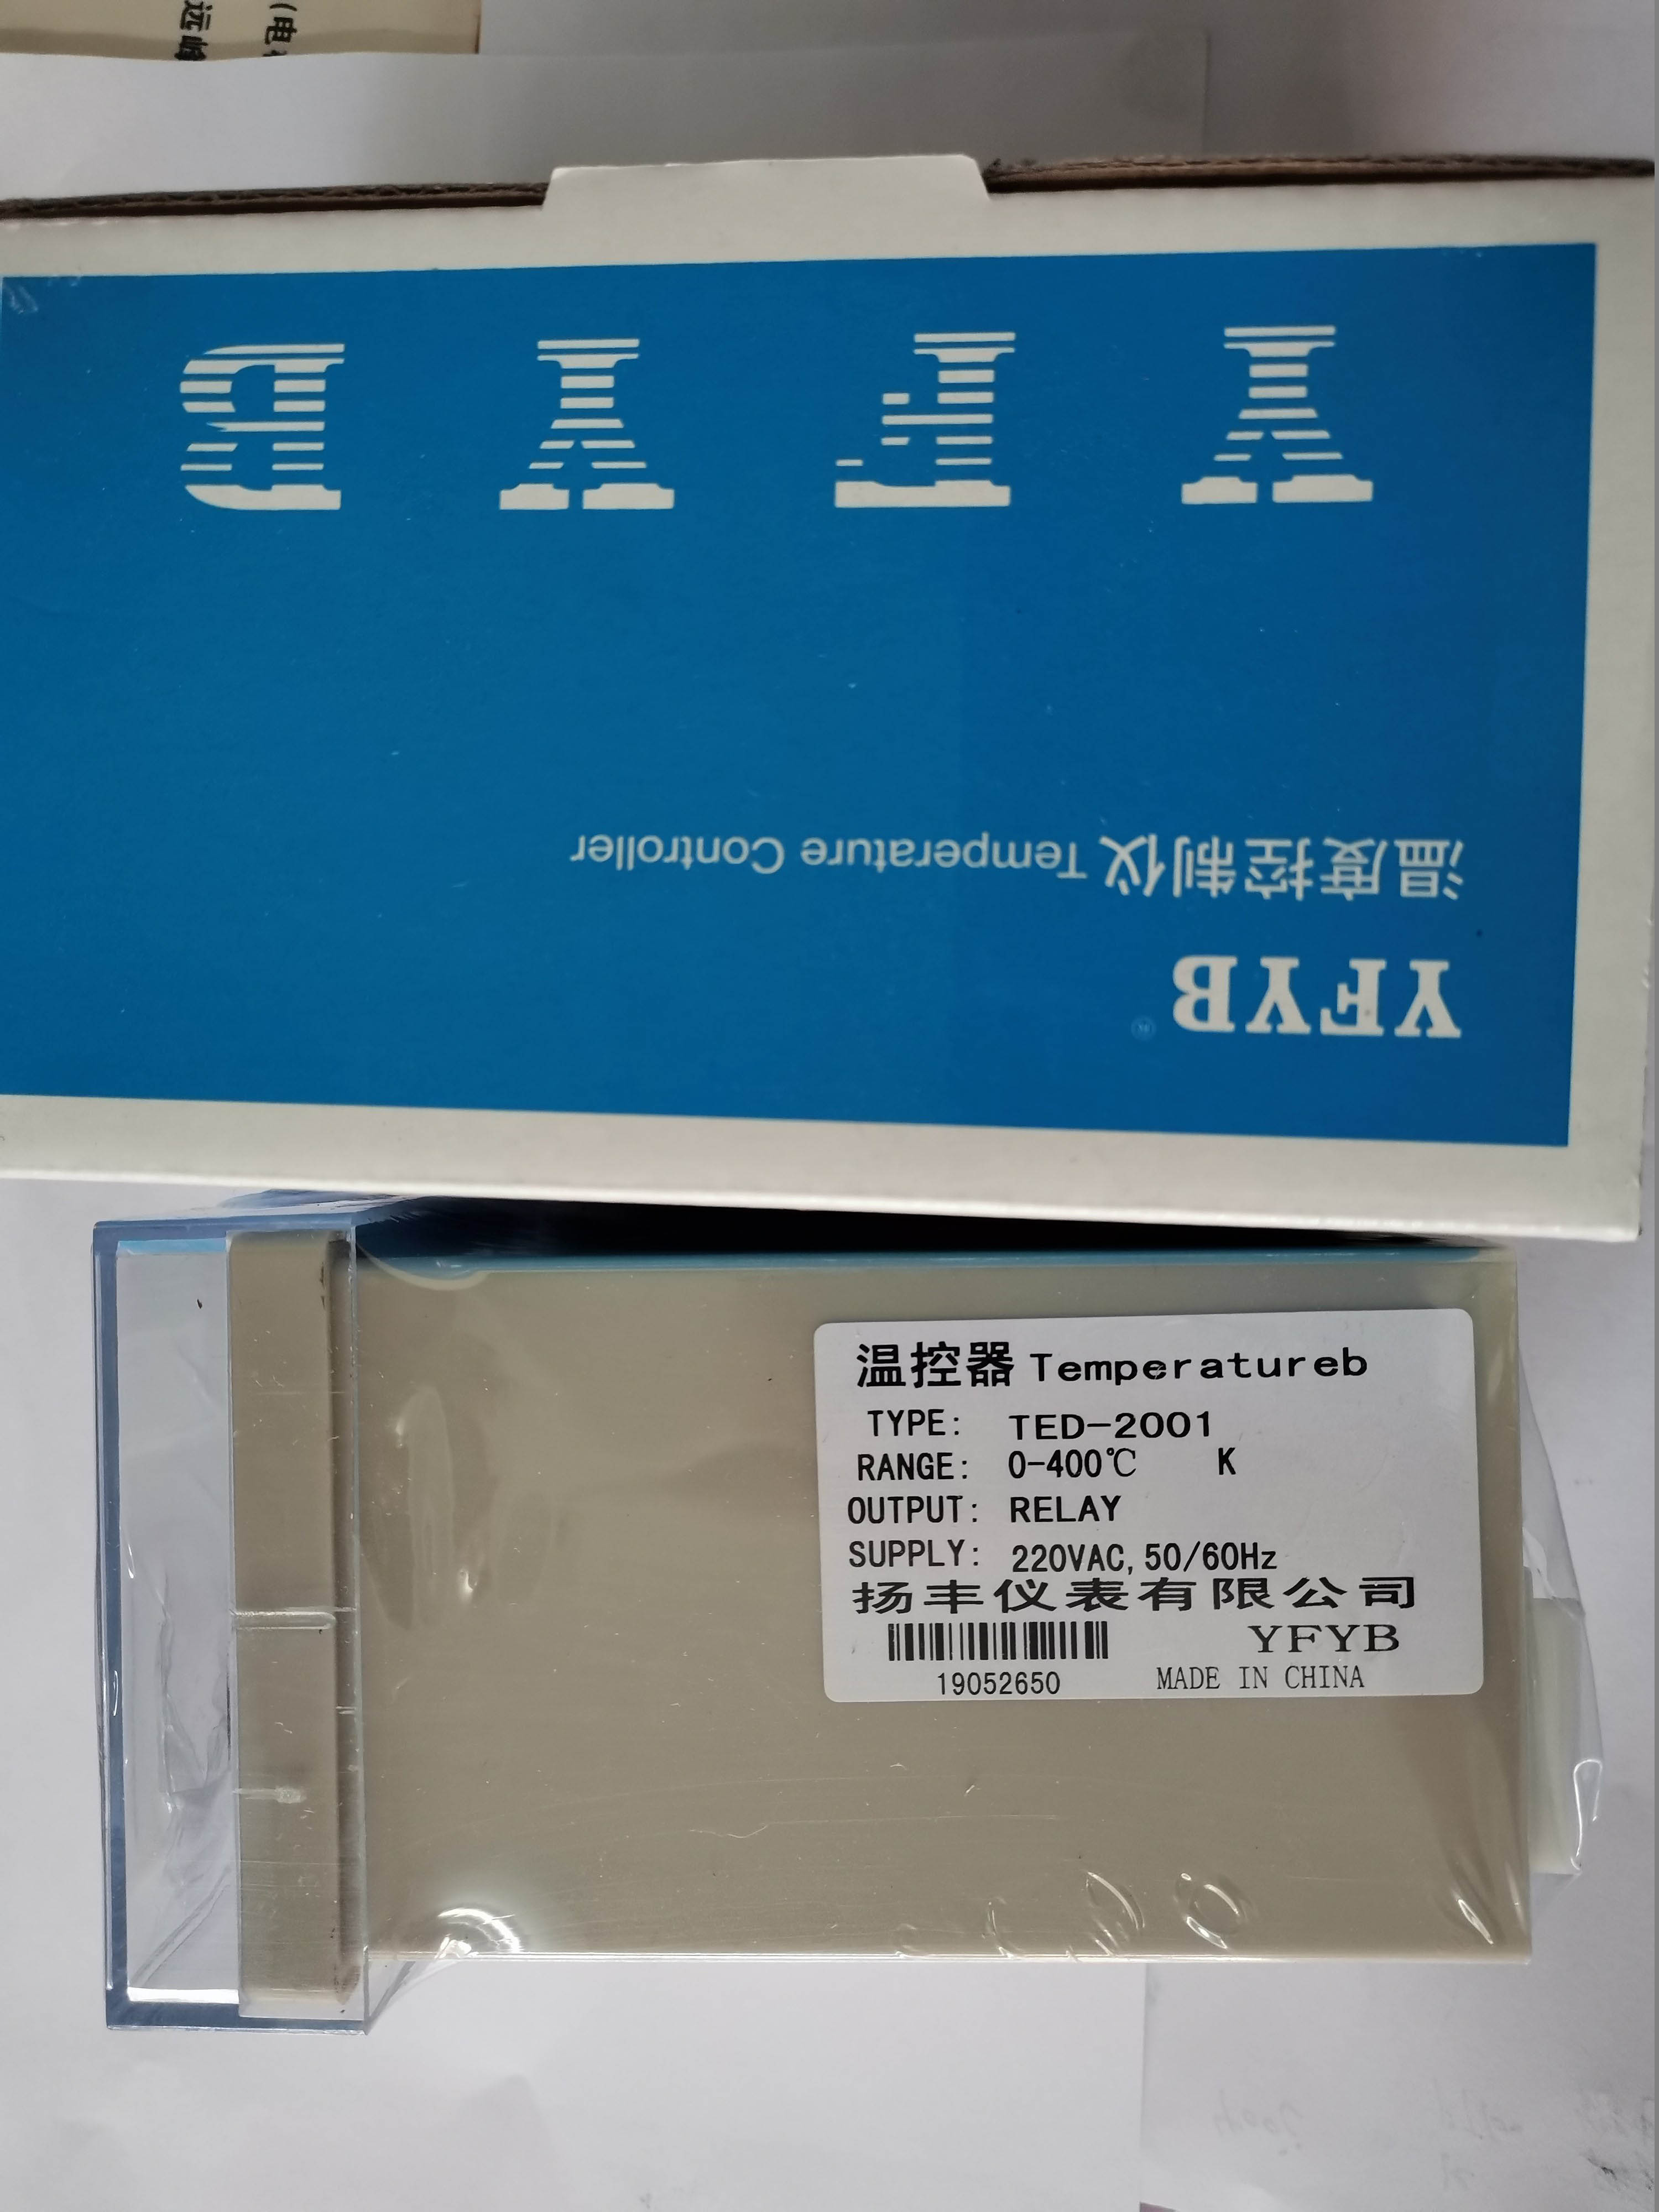 YFYB
温度控制仪 Temperature Controller
YFYB®
温控器 Temperatureb
TYPE: TED-2001
RANGE: 0-400℃ K
OUTPUT: RELAY
SUPPLY: 220VAC, 50/60Hz
扬丰仪表有限公司
YFYB
19052650 MADE IN CHINA